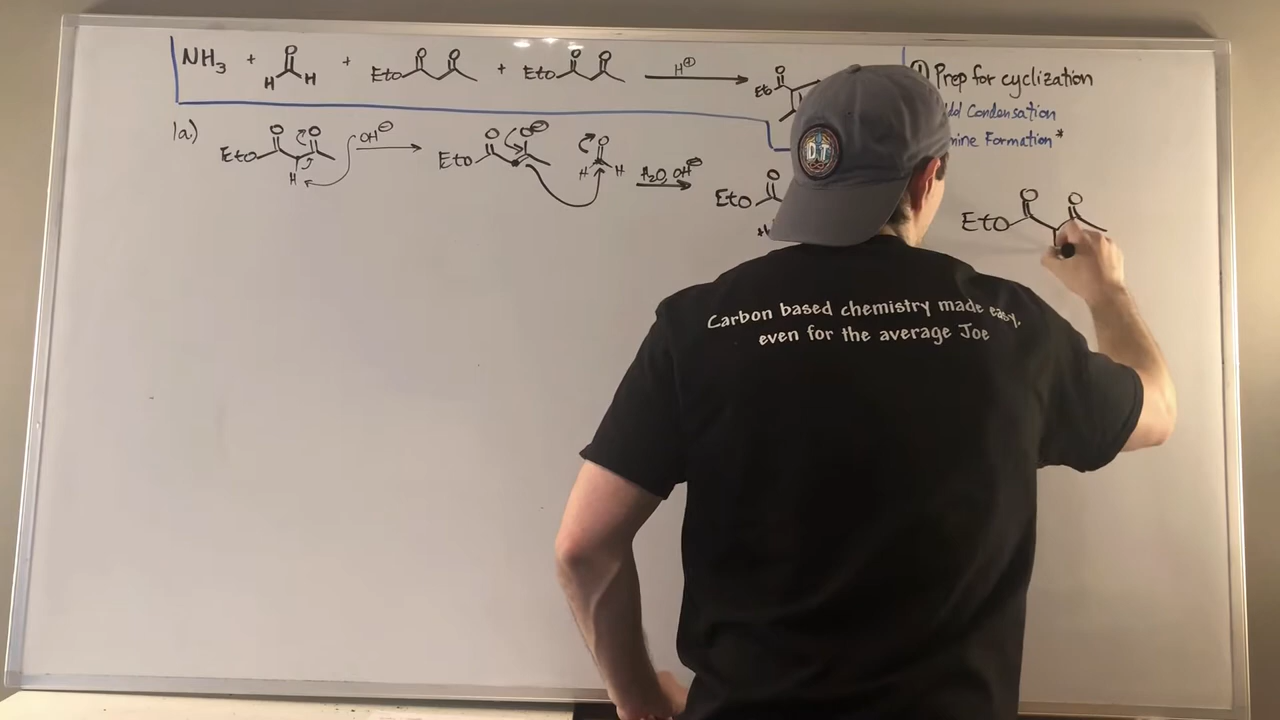 NH₃ + H H O + EtO O O + EtO O O H⊕ EtO O
① Prep for cyclization
Condensation
Formation*
1a) EtO O O H OH⊖ EtO O O⊖ H O H H₂O, OH⊖ EtO O
EtO O O
Carbon based chemistry made easy,
even for the average Joe
DT